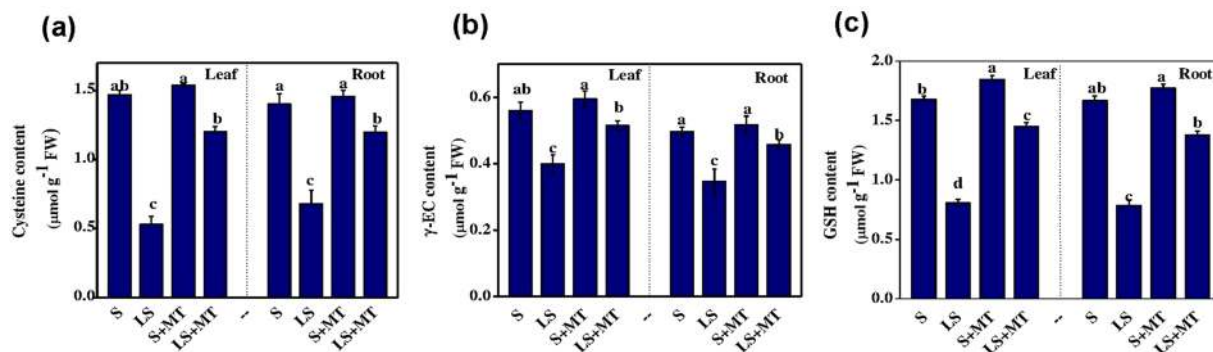 (a)
Cysteine content
(μmol g-1 FW)
1.5
1.0
0.5
0.0
Leaf
Root
ab
c
a
b
a
c
a
b
S
LS
S+MT
LS+MT
--
S
LS
S+MT
LS+MT
(b)
γ-EC content
(μmol g-1 FW)
0.6
0.4
0.2
0.0
Leaf
Root
ab
c
a
b
a
c
a
b
S
LS
S+MT
LS+MT
--
S
LS
S+MT
LS+MT
(c)
GSH content
(μmol g-1 FW)
2.0
1.5
1.0
0.5
0.0
Leaf
Root
b
d
a
c
ab
c
a
b
S
LS
S+MT
LS+MT
--
S
LS
S+MT
LS+MT